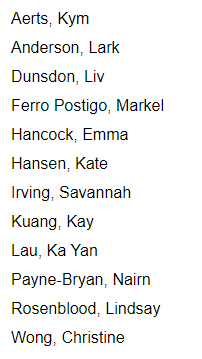 Aerts, Kym
Anderson, Lark
Dunsdon, Liv
Ferro Postigo, Markel
Hancock, Emma
Hansen, Kate
Irving, Savannah
Kuang, Kay
Lau, Ka Yan
Payne-Bryan, Nairn
Rosenblood, Lindsay
Wong, Christine